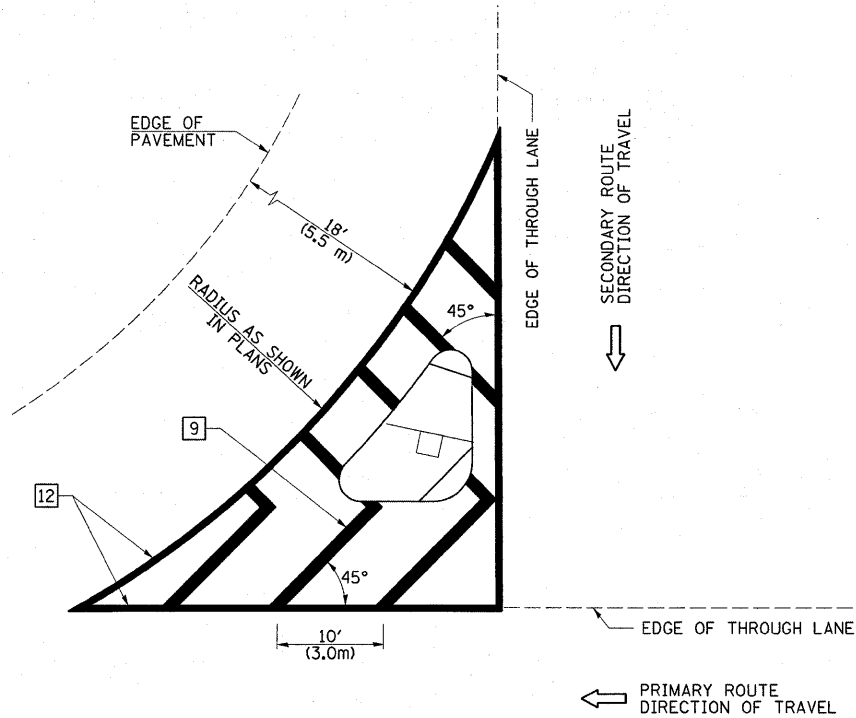 EDGE OF
PAVEMENT
18'
(5.5 m)
RADIUS AS SHOWN
IN PLANS
EDGE OF THROUGH LANE
SECONDARY ROUTE
DIRECTION OF TRAVEL
45°
9
12
45°
10'
(3.0m)
EDGE OF THROUGH LANE
PRIMARY ROUTE
DIRECTION OF TRAVEL